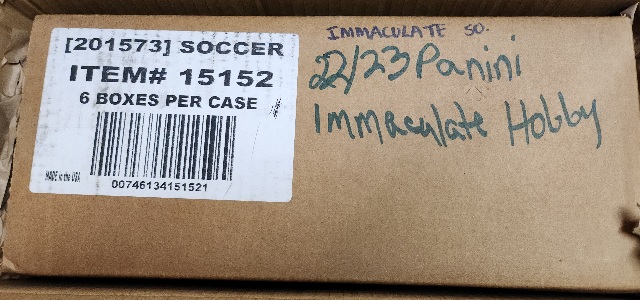 [201573] SOCCER
ITEM# 15152
6 BOXES PER CASE
MADE in the USA
00746134151521
IMMACULATE SO.
22/23 Panini
Immaculate Hobby